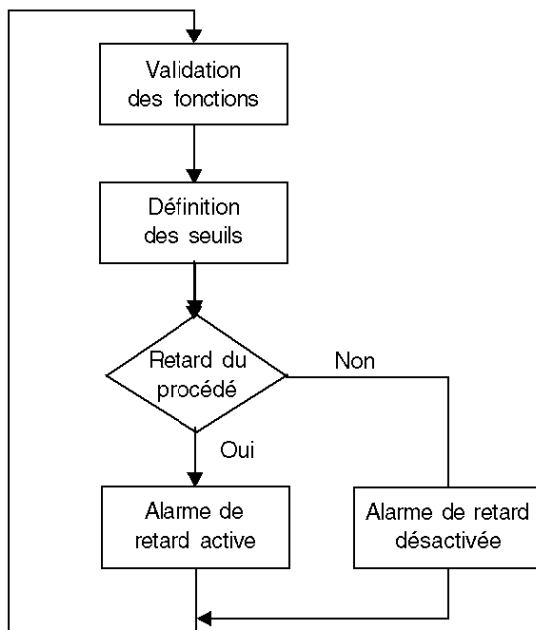 Validation
des fonctions
Définition
des seuils
Retard du
procédé
Non
Oui
Alarme de
retard active
Alarme de retard
désactivée